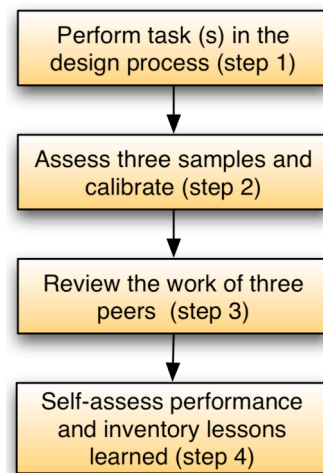 Perform task (s) in the
design process (step 1)
Assess three samples and
calibrate (step 2)
Review the work of three
peers (step 3)
Self-assess performance
and inventory lessons
learned (step 4)